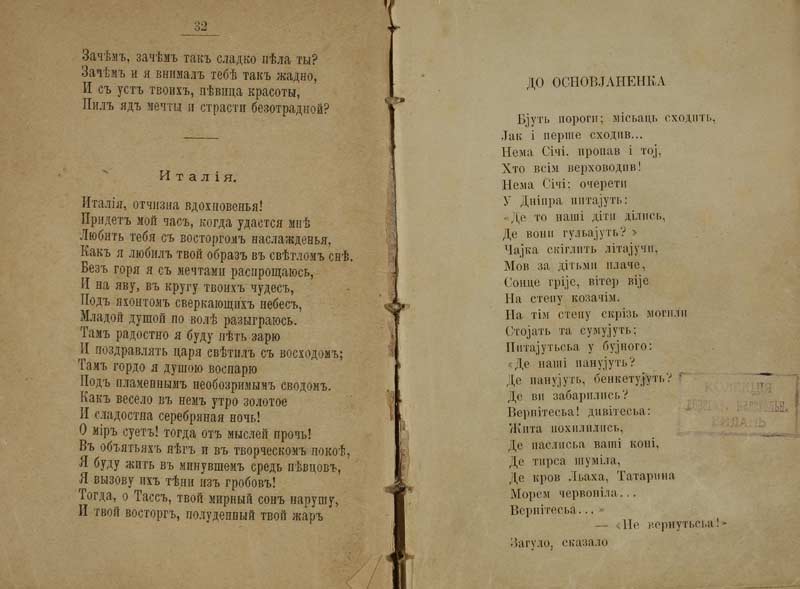 32
Зачѣмъ, зачѣмъ такъ сладко пѣла ты?
Зачѣмъ и я внималъ тебѣ такъ жадно,
И съ устъ твоихъ, пѣвица красоты,
Пилъ ядъ мечты и страсти безотрадной?
Италія.
Италія, отчизна вдохновенья!
Придетъ мой часъ, когда удастся мнѣ
Любить тебя съ восторгомъ наслажденья,
Какъ я любилъ твой образъ въ свѣтломъ снѣ.
Безъ горя я съ мечтами распрощаюсь,
И на яву, въ кругу твоихъ чудесъ,
Подъ яхонтомъ сверкающихъ небесъ,
Младой душой по волѣ разыграюсь.
Тамъ радостно я буду пѣть зарю
И поздравлять царя свѣтилъ съ восходомъ;
Тамъ гордо я душою воспарю
Подъ пламеннымъ необозримымъ сводомъ.
Какъ весело въ немъ утро золотое
И сладостна серебряная ночь!
О міръ суетъ! тогда отъ мыслей прочь!
Въ объятьяхъ нѣгъ и въ творческомъ покоѣ,
Я буду жить въ минувшемъ средь пѣвцовъ,
Я вызову ихъ тѣни изъ гробовъ!
Тогда, о Тассъ, твой мирный сонъ нарушу,
И твой восторгъ, полуденный твой жаръ
ДО ОСНОВЈАНЕНКА
Бјуть пороги; місьаць сходить,
Јак і перше сходив...
Нема Січі, пропав і тој,
Хто всім верховодив!
Нема Січі; очерети
У Дніпра питајуть:
«Де то наші діти ділись,
Де вони гульајуть?»
Чајка скіглить літајучи,
Мов за дітьми плаче,
Сонце гріје, вітер віје
На степу козачім.
На тім степу скрізь могили
Стојать та сумујуть;
Питајутьсьа у бујного:
«Де наші панујуть?
Де панујуть, бенкетујуть?
Де ви забарились?
Вернітесьа! дивітесьа:
Жита похилились,
Де паслисьа ваші коні,
Де тирса шуміла,
Де кров Льаха, Татарина
Морем червоніла...
Вернітесьа...»
— «Не вернутьсьа!»
Загуло, сказало